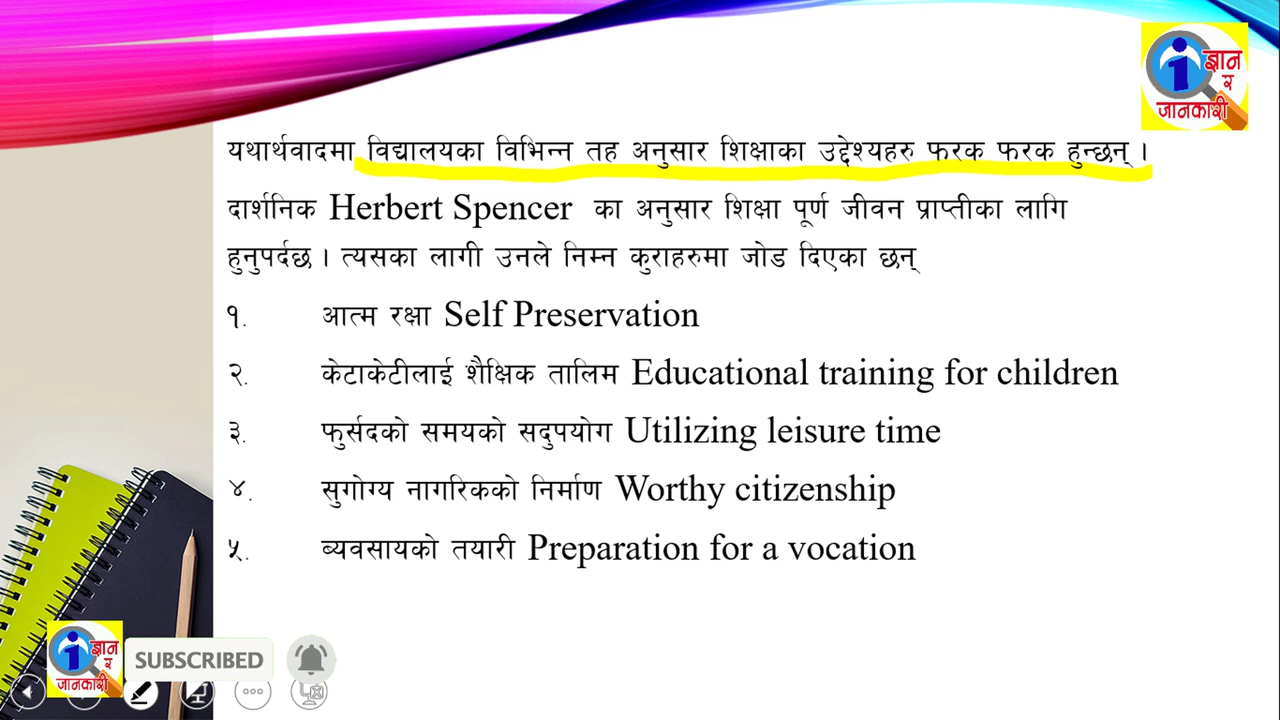 ज्ञान
र
जानकारी
यथार्थवादमा विद्यालयका विभिन्न तह अनुसार शिक्षाका उद्देश्यहरु फरक फरक हुन्छन् ।
दार्शनिक Herbert Spencer का अनुसार शिक्षा पूर्ण जीवन प्राप्तीका लागि
हुनुपर्दछ । त्यसका लागी उनले निम्न कुराहरुमा जोड दिएका छन्
१. आत्म रक्षा Self Preservation
२. केटाकेटीलाई शैक्षिक तालिम Educational training for children
३. फुर्सदको समयको सदुपयोग Utilizing leisure time
४. सुगोग्य नागरिकको निर्माण Worthy citizenship
५. ब्यवसायको तयारी Preparation for a vocation
ज्ञान
र
जानकारी
SUBSCRIBED